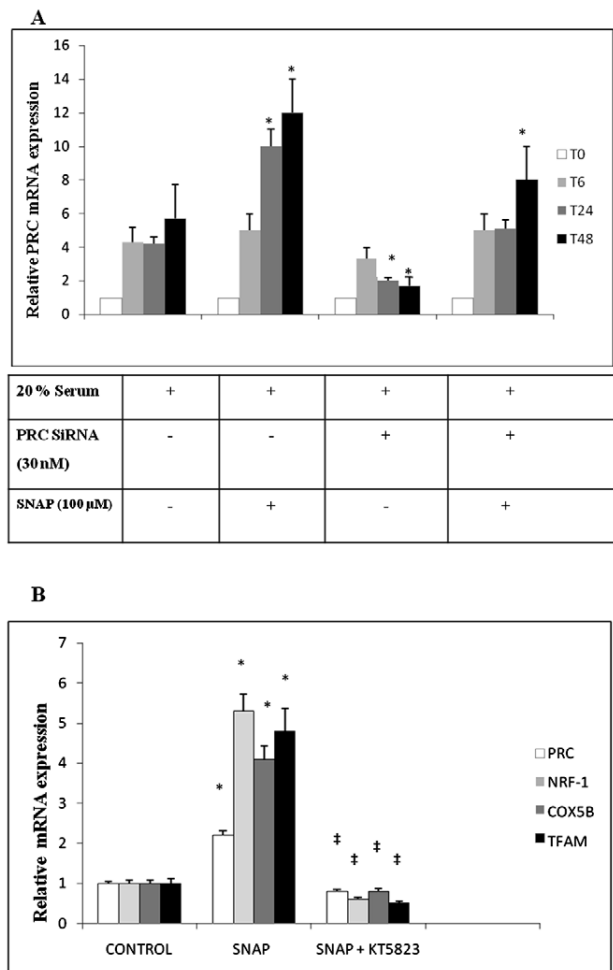 A
Relative PRC mRNA expression
16
14
12
10
8
6
4
2
0
* * * * *
T0
T6
T24
T48
20 % Serum + + + +
PRC SiRNA - - + +
(30 nM)
SNAP (100 µM) - + - +
B
Relative mRNA expression
7
6
5
4
3
2
1
0
* * * *
‡ ‡ ‡ ‡
PRC
NRF-1
COX5B
TFAM
CONTROL SNAP SNAP + KT5823